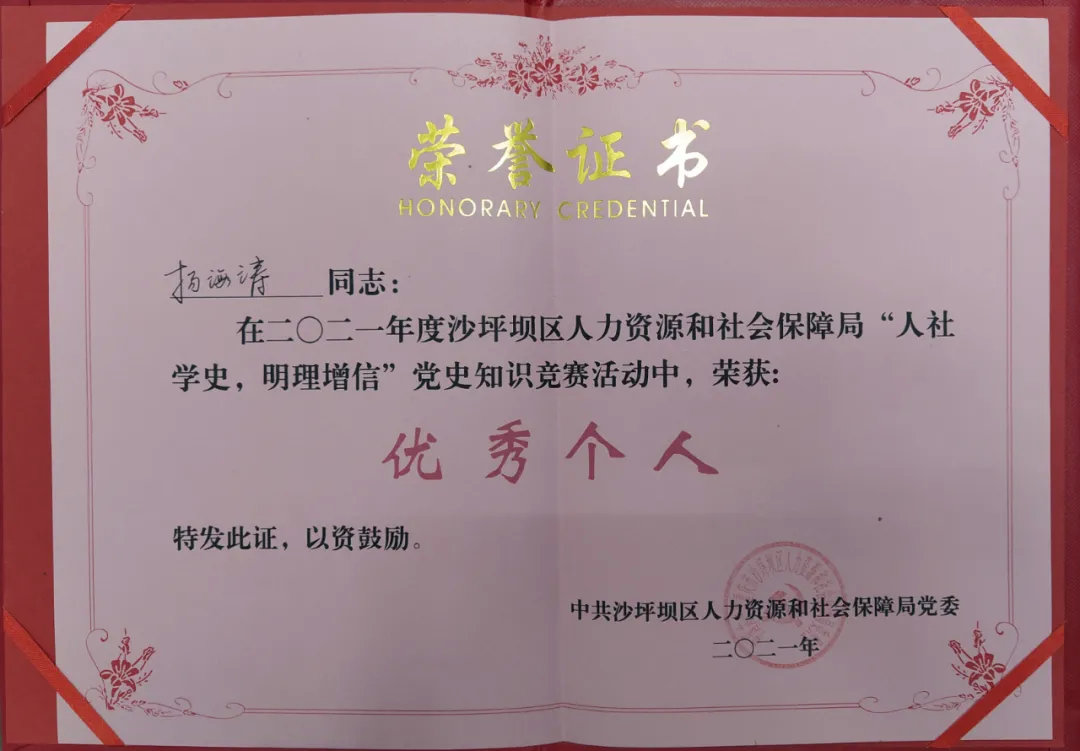 荣誉证书
HONORARY CREDENTIAL
杨海涛 同志：
在二〇二一年度沙坪坝区人力资源和社会保障局“人社
学史，明理增信”党史知识竞赛活动中，荣获：
优秀个人
特发此证，以资鼓励。
中共沙坪坝区人力资源和社会保障局党委
二〇二一年